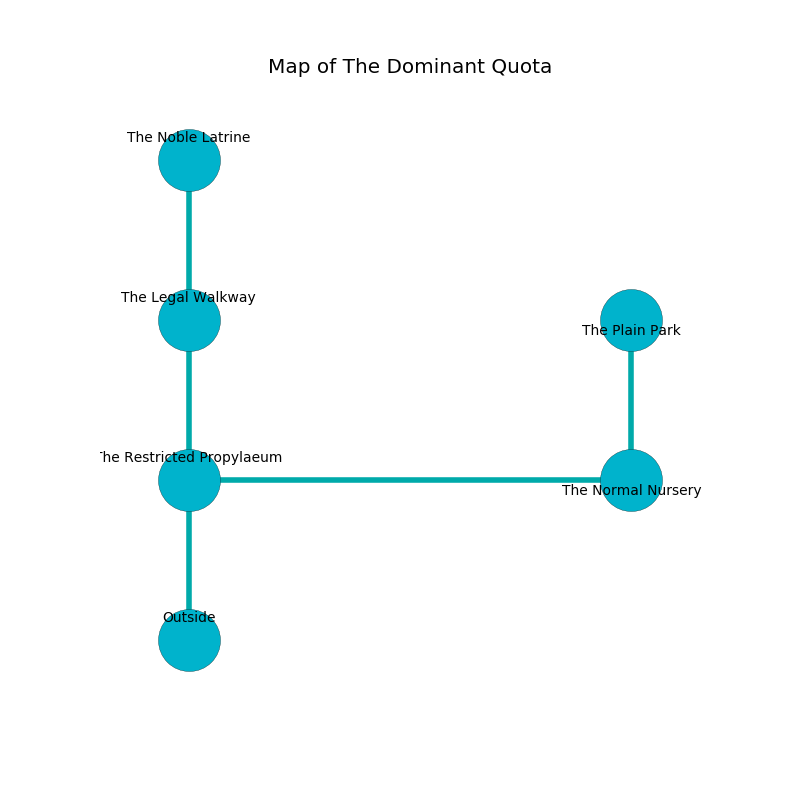 Map of The Dominant Quota
The Noble Latrine
The Legal Walkway
The Plain Park
he Restricted Propylaeum
The Normal Nursery
Outside